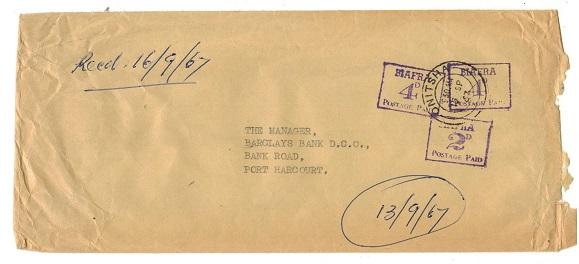 Recd. 16/9/67
BIAFRA
4D
POSTAGE
BIAFRA
POSTAGE PAID
ONITSHA
SP
2D
POSTAGE PAID
THE MANAGER,
BARCLAYS BANK D.C.O.,
BANK ROAD,
PORT HARCOURT.
13/9/67